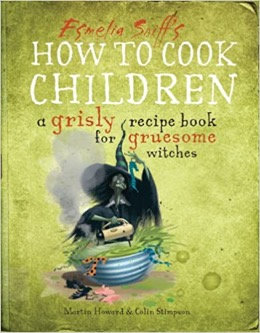 Esmelia Sniff's
HOW TO COOK
CHILDREN
a grisly recipe book
for gruesome
witches
Martin Howard & Colin Stimpson